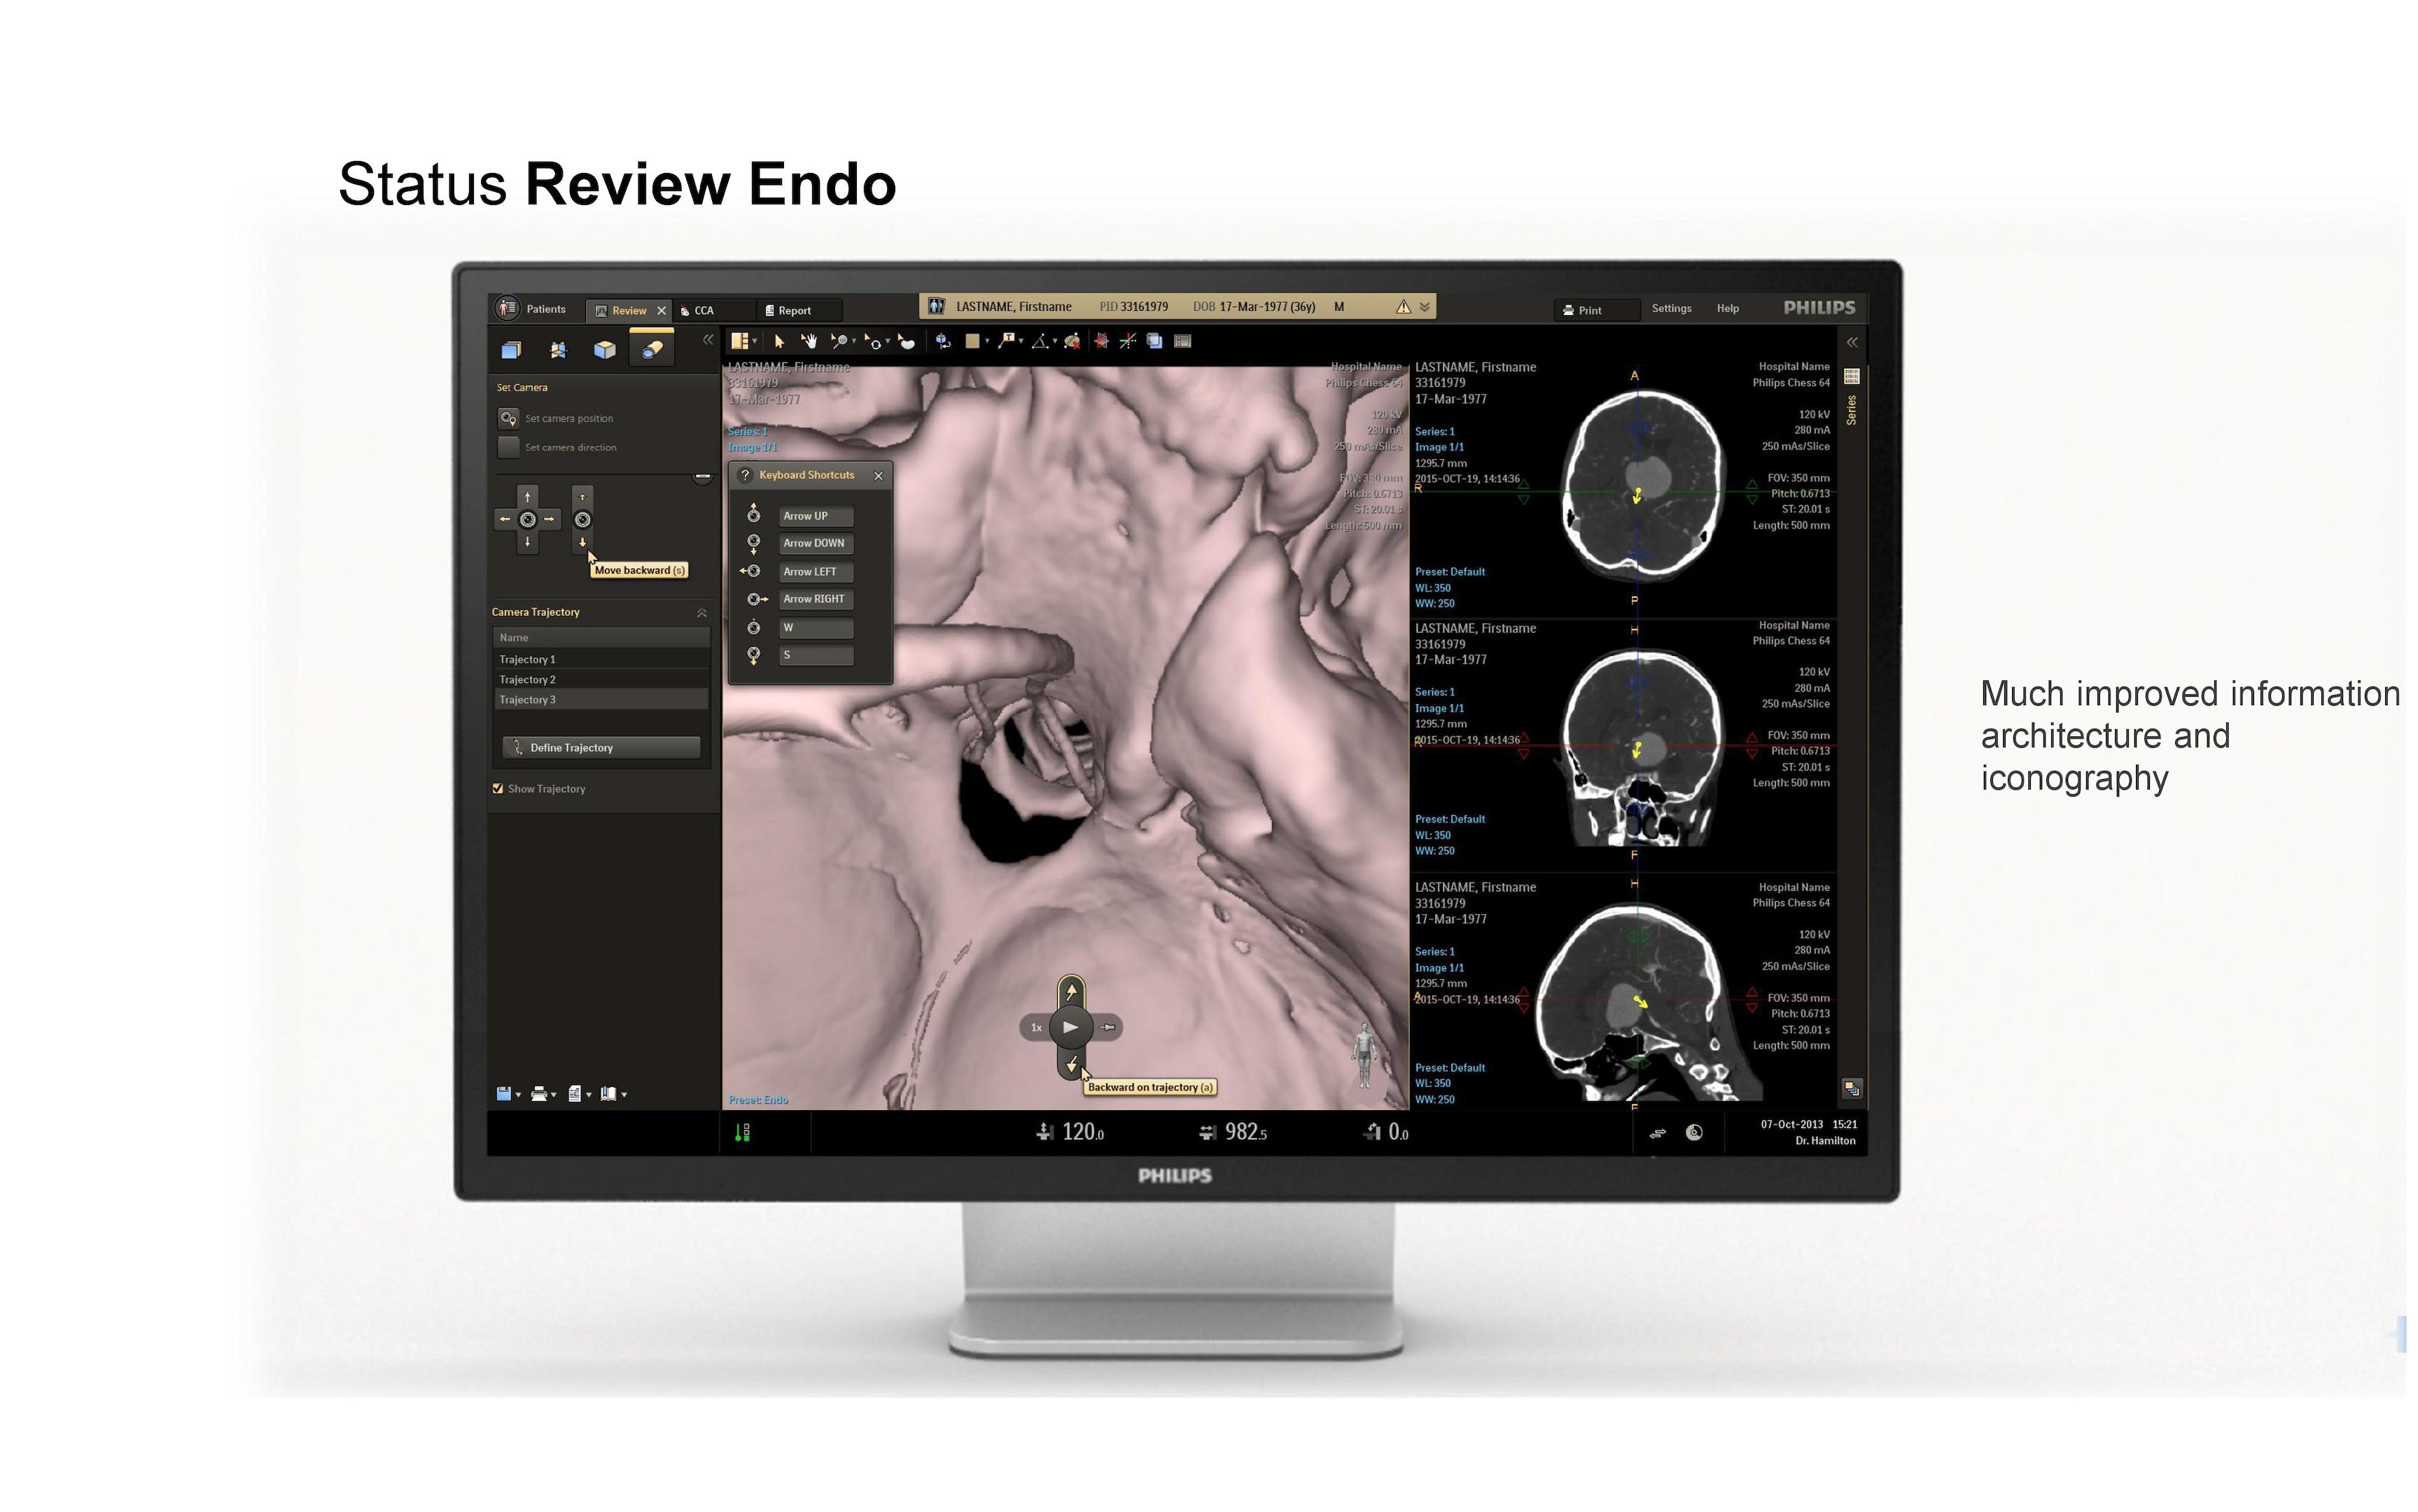 Status Review Endo
Patients
Review
CCA
Report
LASTNAME, Firstname PID 33161979 DOB 17-Mar-1977 (36y) M
Print
Settings
Help
PHILIPS
Set Camera
Set camera position
Set camera direction
Move backward (s)
Camera Trajectory
Name
Trajectory 1
Trajectory 2
Trajectory 3
Define Trajectory
Show Trajectory
LASTNAME, Firstname
33161979
17-Mar-1977
Series: 1
Image 1/1
Hospital Name
Philips Chess 64
120 kV
280 mA
250 mAs/Slice
FOV: 350 mm
Pitch: 0.6713
ST: 20.01 s
Length: 500 mm
Keyboard Shortcuts
Arrow UP
Arrow DOWN
Arrow LEFT
Arrow RIGHT
W
S
1x
Backward on trajectory (a)
Preset: Endo
LASTNAME, Firstname
33161979
17-Mar-1977
Series: 1
Image 1/1
1295.7 mm
2015-OCT-19, 14:14:36
R
A
Hospital Name
Philips Chess 64
120 kV
280 mA
250 mAs/Slice
FOV: 350 mm
Pitch: 0.6713
ST: 20.01 s
Length: 500 mm
Preset: Default
WL: 350
WW: 250
P
LASTNAME, Firstname
33161979
17-Mar-1977
Series: 1
Image 1/1
1295.7 mm
2015-OCT-19, 14:14:36
H
Hospital Name
Philips Chess 64
120 kV
280 mA
250 mAs/Slice
FOV: 350 mm
Pitch: 0.6713
ST: 20.01 s
Length: 500 mm
Preset: Default
WL: 350
WW: 250
F
LASTNAME, Firstname
33161979
17-Mar-1977
Series: 1
Image 1/1
1295.7 mm
2015-OCT-19, 14:14:36
A
H
Hospital Name
Philips Chess 64
120 kV
280 mA
250 mAs/Slice
FOV: 350 mm
Pitch: 0.6713
ST: 20.01 s
Length: 500 mm
Preset: Default
WL: 350
WW: 250
F
Series
120.0
982.5
0.0
07-Oct-2013 15:21
Dr. Hamilton
PHILIPS
Much improved information
architecture and
iconography